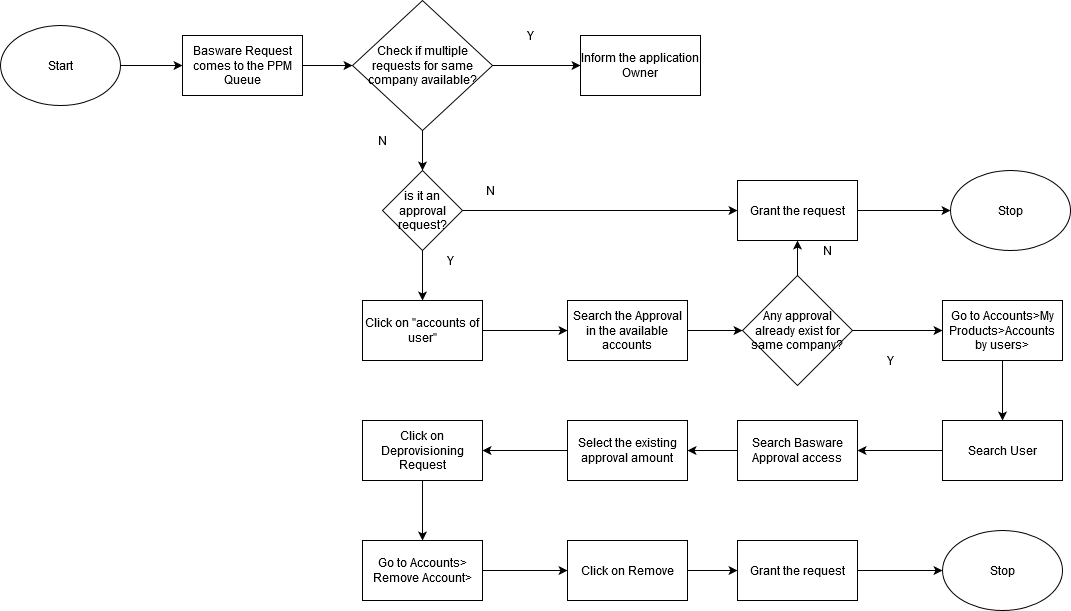 Start
Basware Request
comes to the PPM
Queue
Check if multiple
requests for same
company available?
Y
Inform the application
Owner
N
is it an
approval
request?
N
Grant the request
Stop
Y
N
Click on "accounts of
user"
Search the Approval
in the available
accounts
Any approval
already exist for
same company?
Y
Go to Accounts>My
Products>Accounts
by users>
Click on
Deprovisioning
Request
Select the existing
approval amount
Search Basware
Approval access
Search User
Go to Accounts>
Remove Account>
Click on Remove
Grant the request
Stop